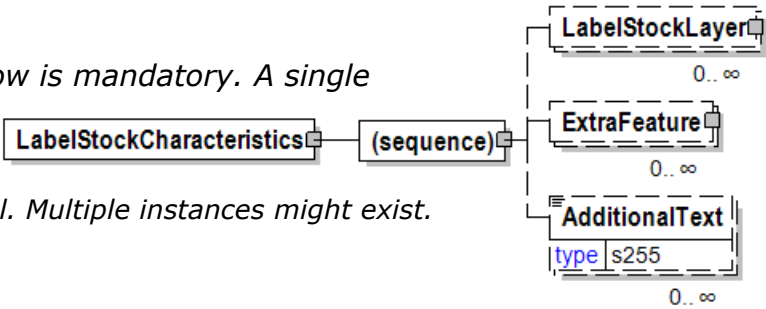 LabelStockLayer
0.. ∞
ow is mandatory. A single
LabelStockCharacteristics
(sequence)
ExtraFeature
0.. ∞
l. Multiple instances might exist.
AdditionalText
type s255
0.. ∞